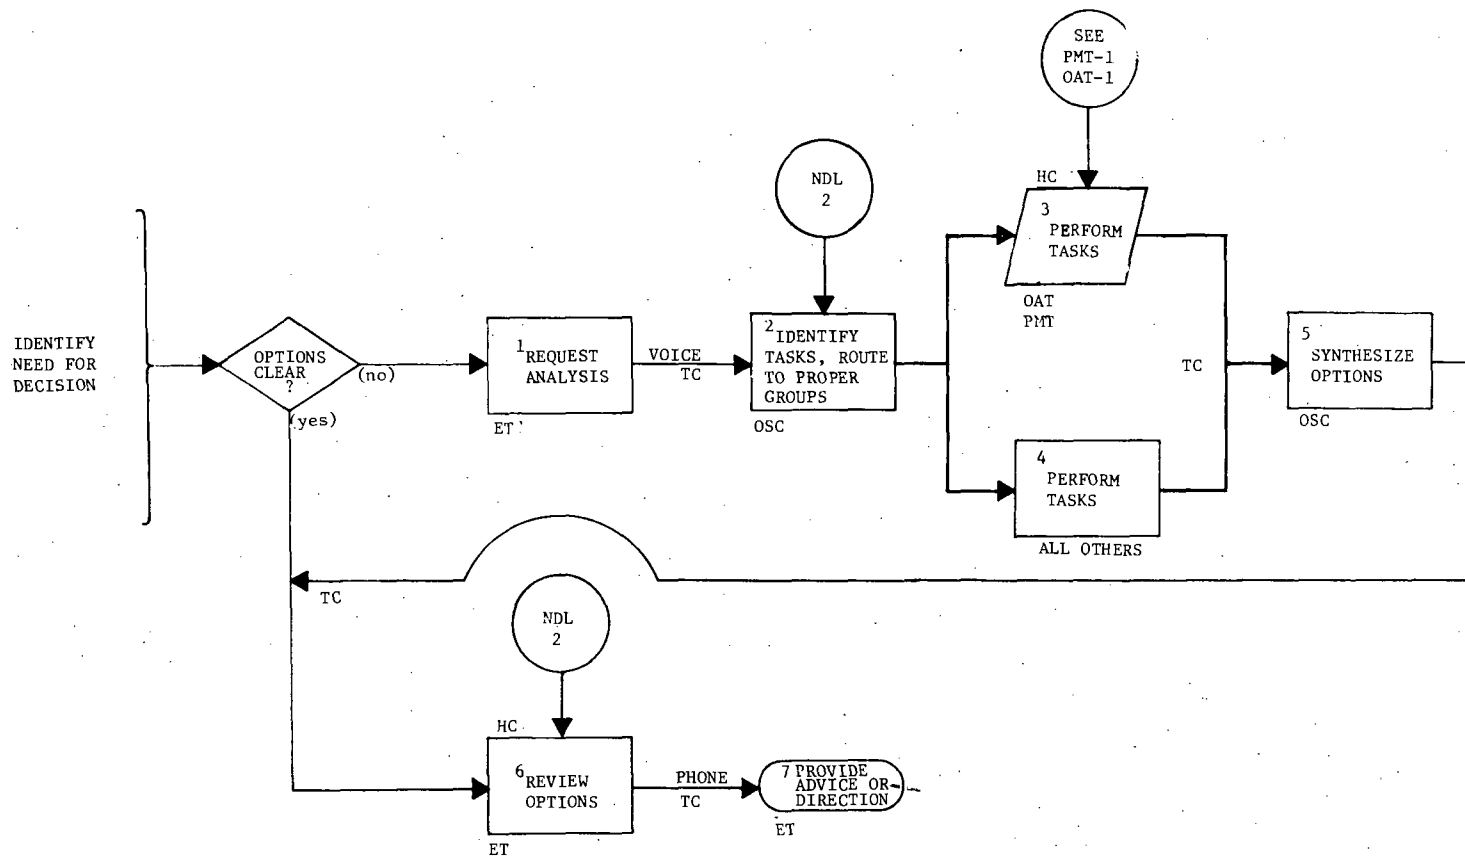 SEE
PMT-1
OAT-1
NDL
2
HC
3
PERFORM
TASKS
OAT
PMT
IDENTIFY
NEED FOR
DECISION
OPTIONS
CLEAR
?
(no)
(yes)
1
REQUEST
ANALYSIS
ET
VOICE
TC
2
IDENTIFY
TASKS, ROUTE
TO PROPER
GROUPS
OSC
TC
5
SYNTHESIZE
OPTIONS
OSC
4
PERFORM
TASKS
ALL OTHERS
TC
NDL
2
HC
6
REVIEW
OPTIONS
ET
PHONE
TC
7 PROVIDE
ADVICE OR
DIRECTION
ET